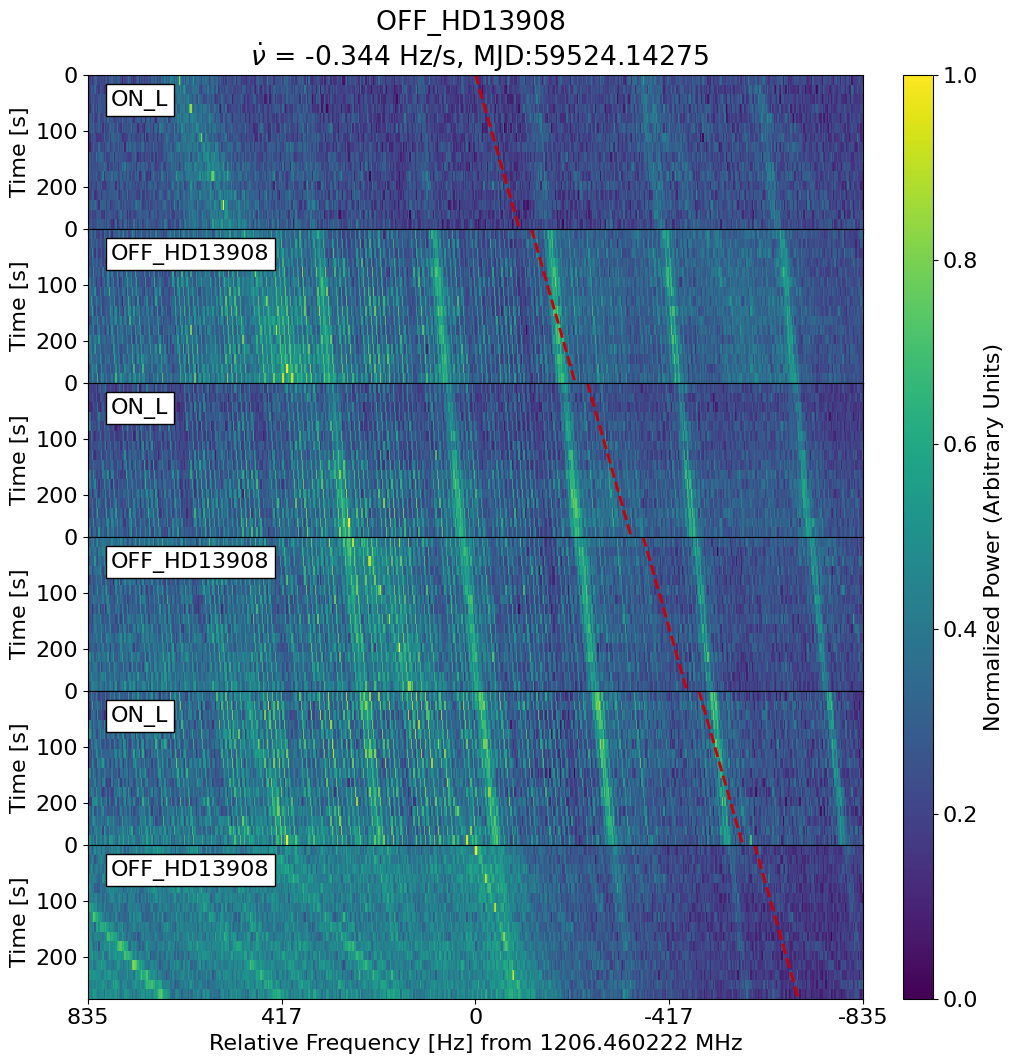 OFF_HD13908
ν̇ = -0.344 Hz/s, MJD:59524.14275
Time [s]
0
100
200
ON_L
Time [s]
0
100
200
OFF_HD13908
Time [s]
0
100
200
ON_L
Time [s]
0
100
200
OFF_HD13908
Time [s]
0
100
200
ON_L
Time [s]
0
100
200
OFF_HD13908
835
417
0
-417
-835
Relative Frequency [Hz] from 1206.460222 MHz
1.0
0.8
0.6
0.4
0.2
0.0
Normalized Power (Arbitrary Units)